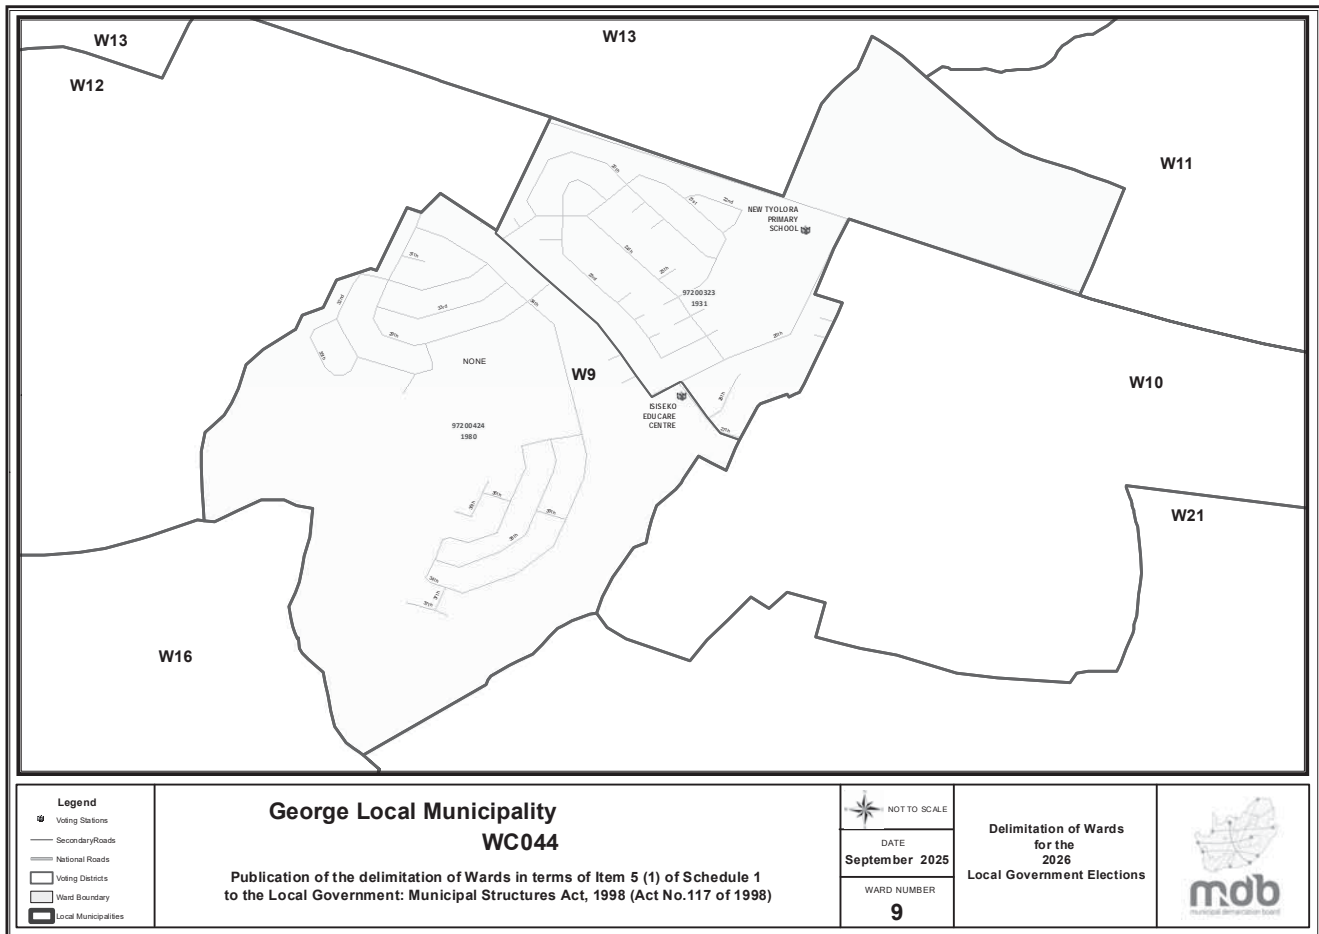 W13
W13
W12
W11
NEW TYOLORA
PRIMARY
SCHOOL
97200323
1931
NONE
W9
W10
ISISEKO
EDUCARE
CENTRE
97200424
1980
W21
W16
22nd
33rd
Legend
Voting Stations
SecondaryRoads
National Roads
Voting Districts
Ward Boundary
Local Municipalities
George Local Municipality
WC044
Publication of the delimitation of Wards in terms of Item 5 (1) of Schedule 1
to the Local Government: Municipal Structures Act, 1998 (Act No.117 of 1998)
NOT TO SCALE
DATE
September 2025
WARD NUMBER
9
Delimitation of Wards
for the
2026
Local Government Elections
mdb
municipal demarcation board